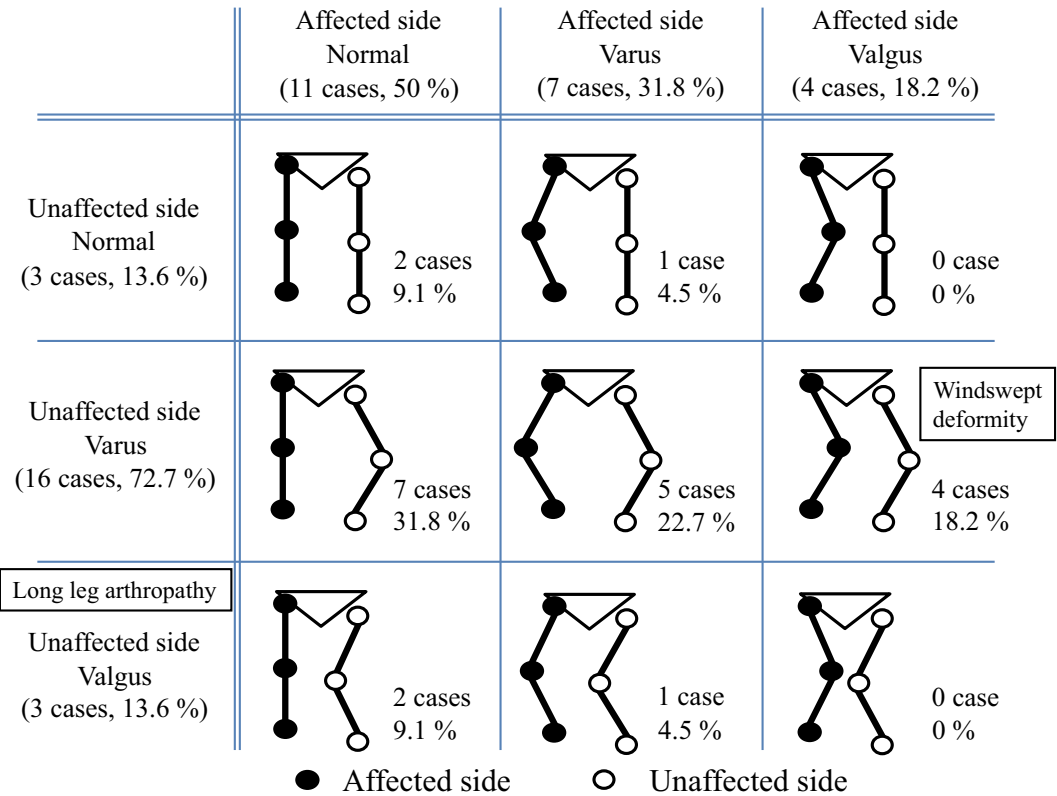 Affected side
Normal
(11 cases, 50 %)
Affected side
Varus
(7 cases, 31.8 %)
Affected side
Valgus
(4 cases, 18.2 %)
Unaffected side
Normal
(3 cases, 13.6 %)
2 cases
9.1 %
1 case
4.5 %
0 case
0 %
Unaffected side
Varus
(16 cases, 72.7 %)
7 cases
31.8 %
5 cases
22.7 %
Windswept
deformity
4 cases
18.2 %
Long leg arthropathy
Unaffected side
Valgus
(3 cases, 13.6 %)
2 cases
9.1 %
1 case
4.5 %
0 case
0 %
Affected side
Unaffected side